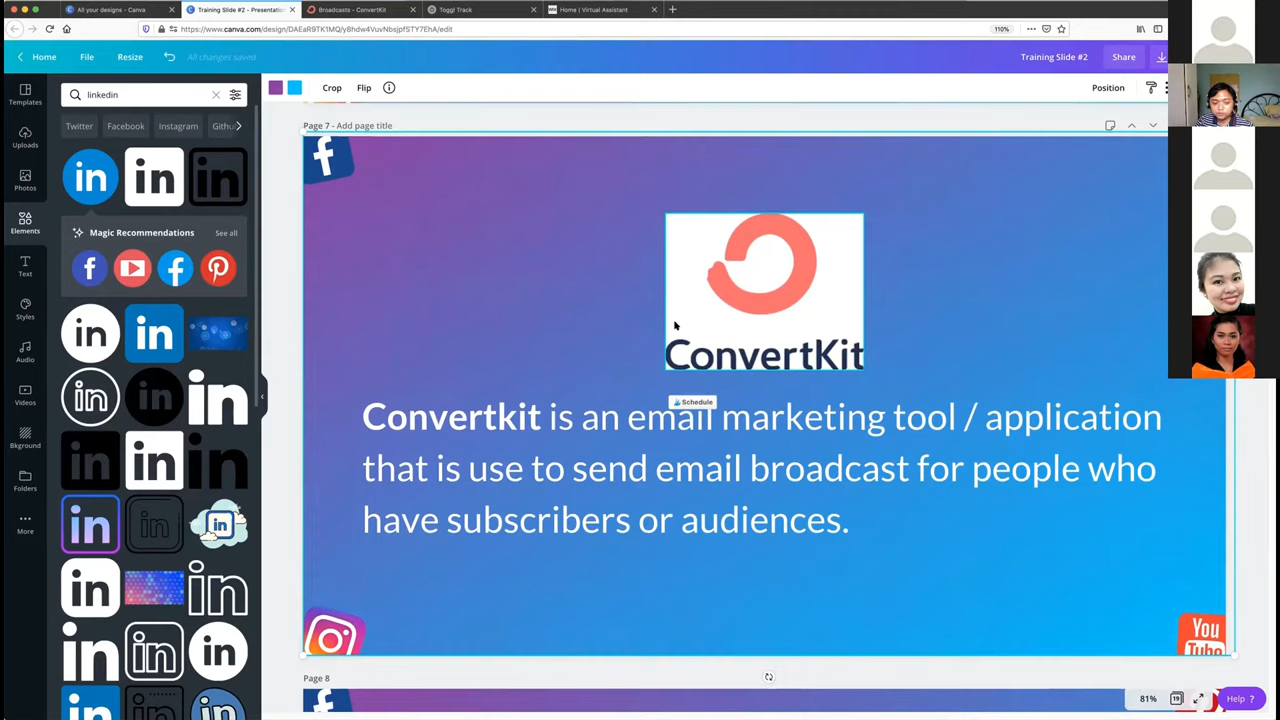 All your designs - Canva
Training Slide #2 - Presentatio
Broadcasts - ConvertKit
Toggl Track
Home | Virtual Assistant
https://www.canva.com/design/DAEaR9TK1MQ/y8hdw4VuvNbsjpfSTY7EhA/edit
110%
Home
File
Resize
All changes saved
Training Slide #2
Share
Templates
Uploads
Photos
Elements
Text
Styles
Audio
Videos
Bkground
Folders
More
linkedin
Twitter
Facebook
Instagram
Githu
Magic Recommendations
See all
Crop
Flip
Position
Page 7 - Add page title
ConvertKit
Schedule
Convertkit is an email marketing tool / application
that is use to send email broadcast for people who
have subscribers or audiences.
You
Tube
Page 8
81%
19
Help ?